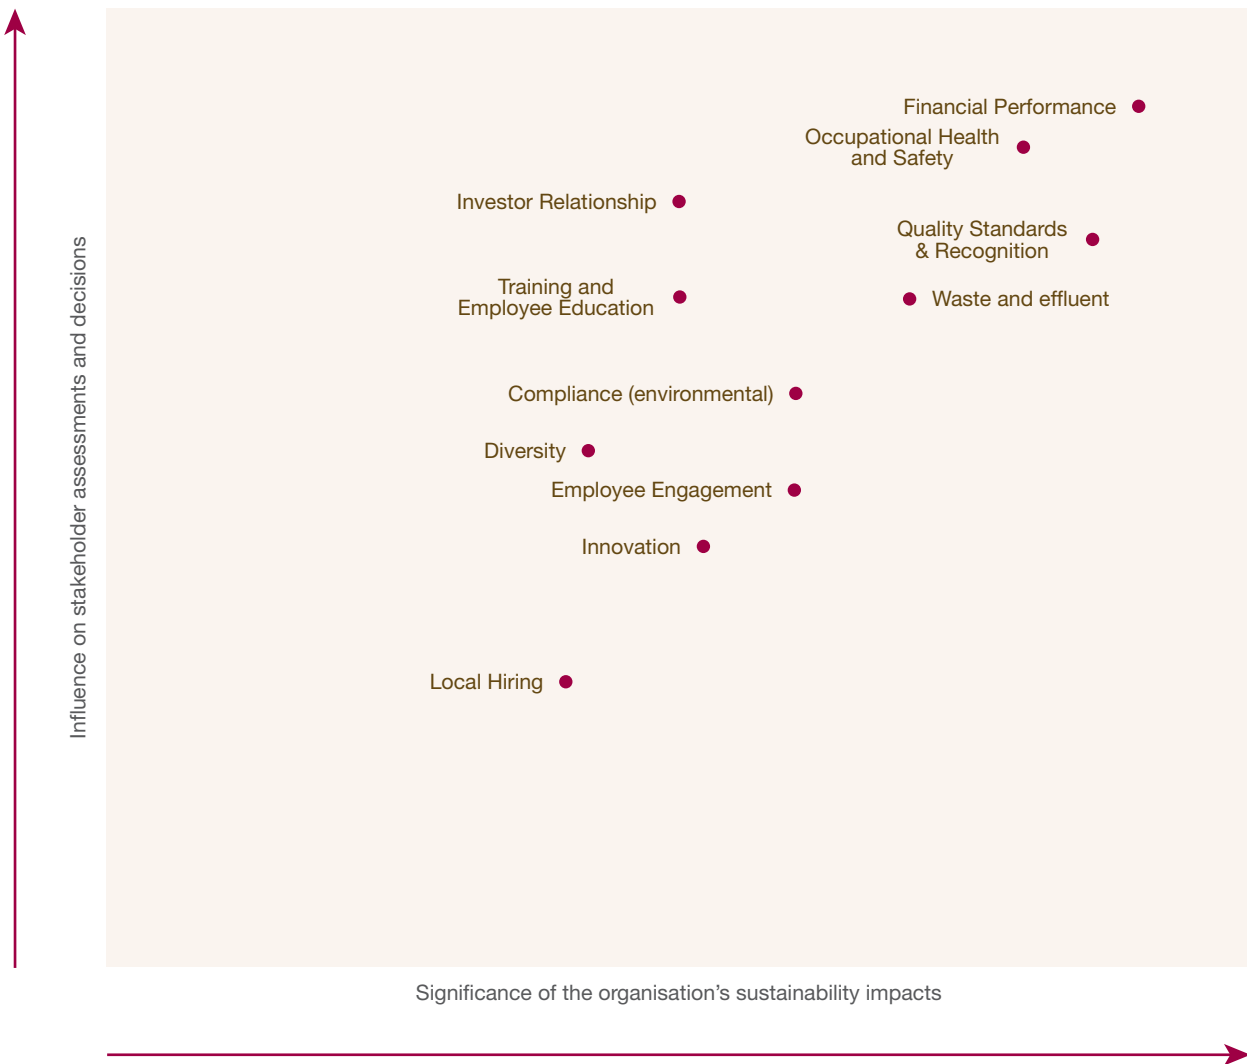 Financial Performance
Occupational Health
and Safety
Investor Relationship
Quality Standards
& Recognition
Training and
Employee Education
Waste and effluent
Compliance (environmental)
Diversity
Employee Engagement
Innovation
Local Hiring
Influence on stakeholder assessments and decisions
Significance of the organisation’s sustainability impacts